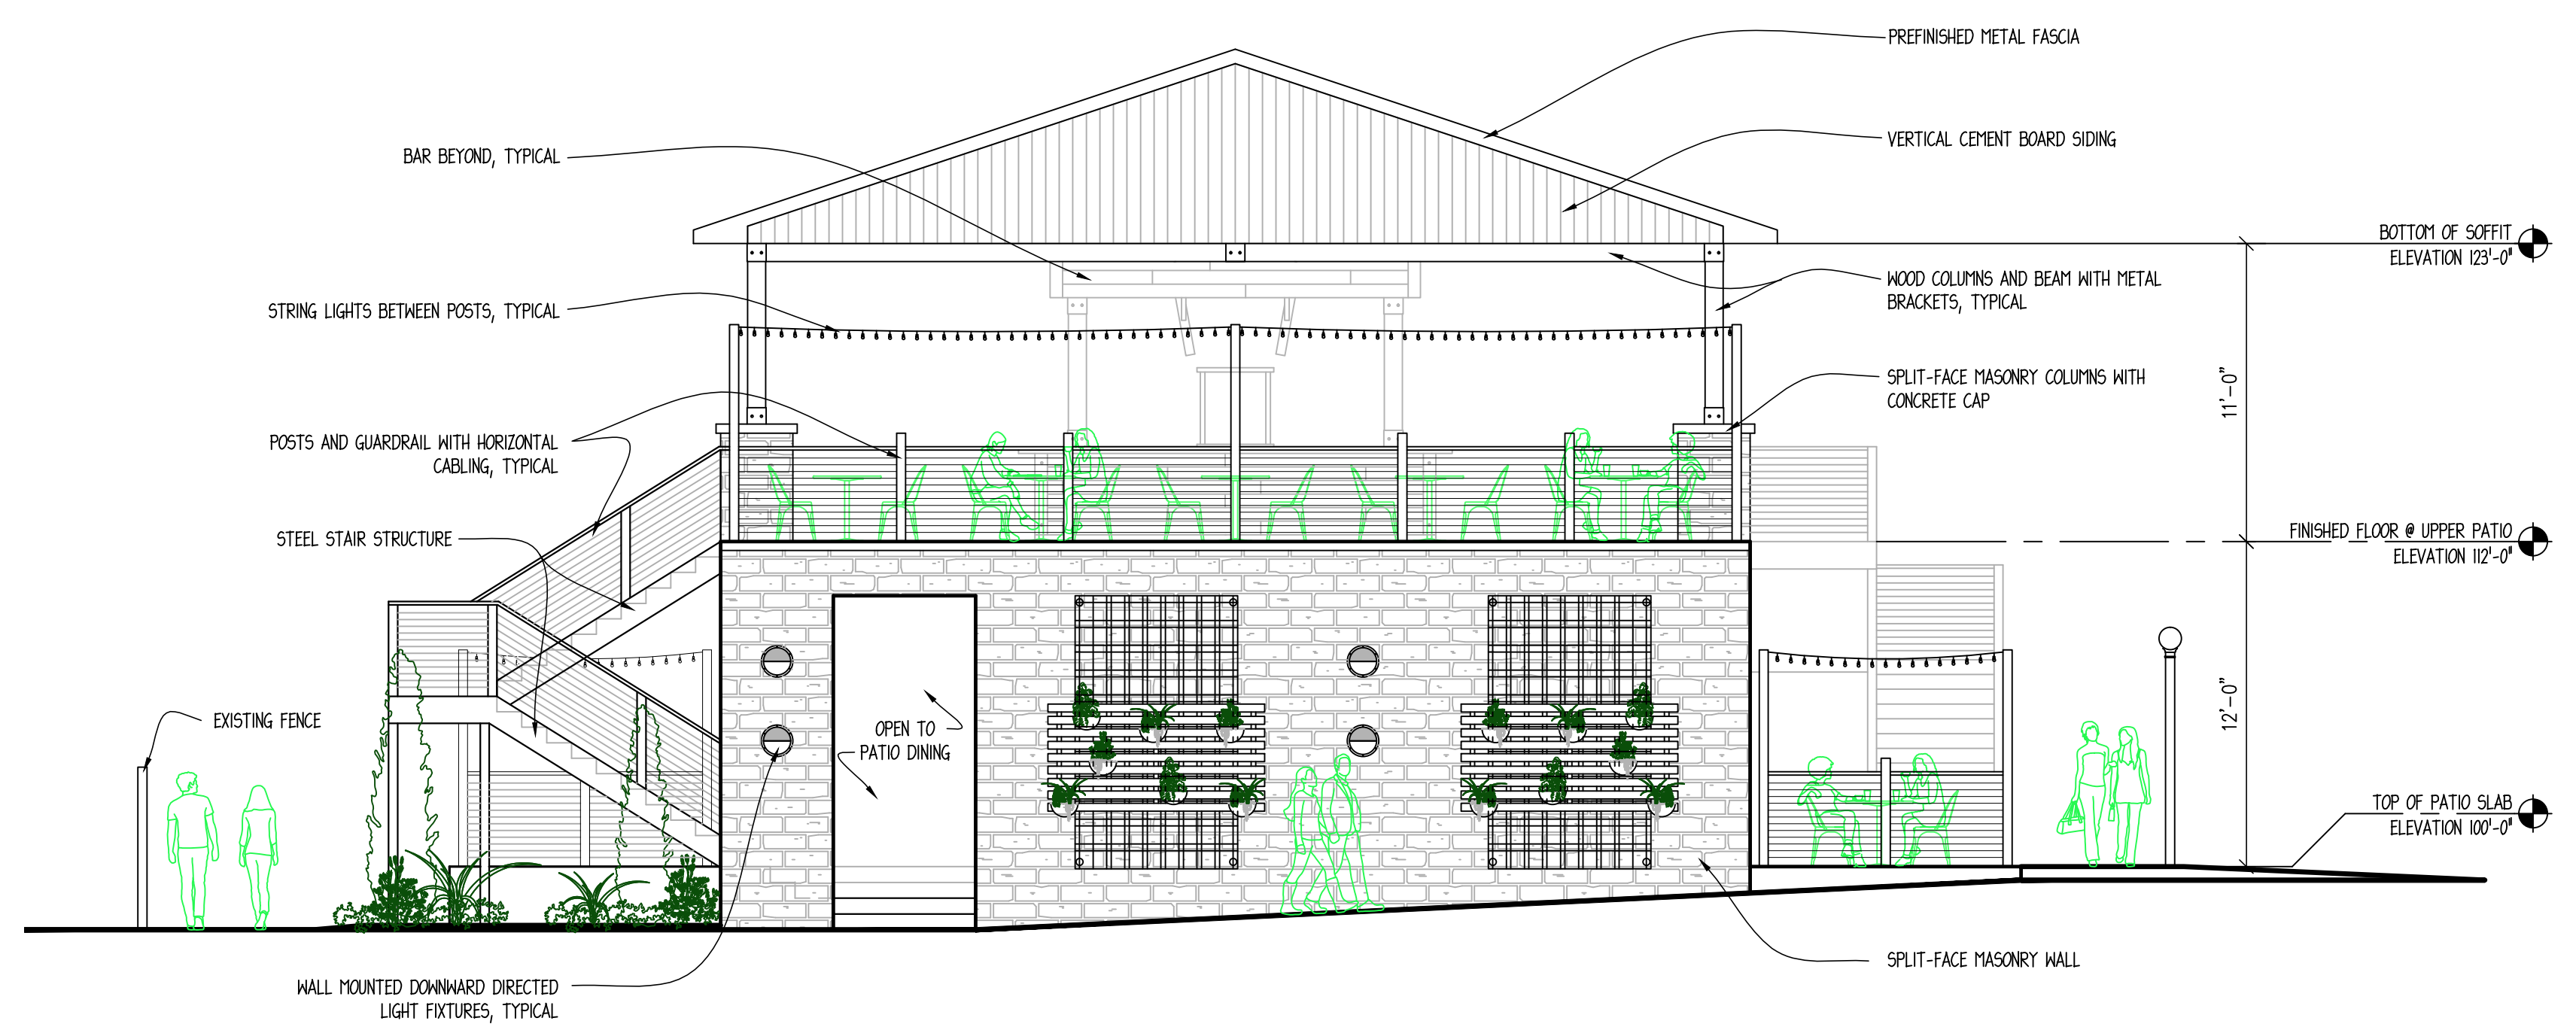 PREFINISHED METAL FASCIA
VERTICAL CEMENT BOARD SIDING
BAR BEYOND, TYPICAL
BOTTOM OF SOFFIT
ELEVATION 123'-0"
WOOD COLUMNS AND BEAM WITH METAL
BRACKETS, TYPICAL
STRING LIGHTS BETWEEN POSTS, TYPICAL
SPLIT-FACE MASONRY COLUMNS WITH
CONCRETE CAP
11'-0"
POSTS AND GUARDRAIL WITH HORIZONTAL
CABLING, TYPICAL
STEEL STAIR STRUCTURE
FINISHED FLOOR @ UPPER PATIO
ELEVATION 112'-0"
EXISTING FENCE
OPEN TO
PATIO DINING
12'-0"
TOP OF PATIO SLAB
ELEVATION 100'-0"
SPLIT-FACE MASONRY WALL
WALL MOUNTED DOWNWARD DIRECTED
LIGHT FIXTURES, TYPICAL